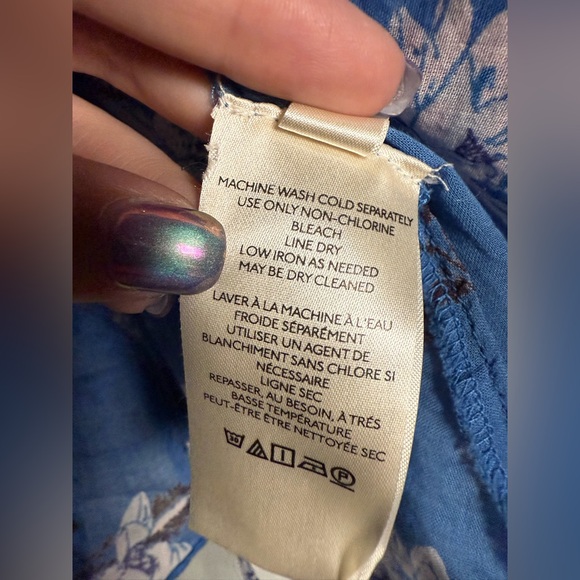 MACHINE WASH COLD SEPARATELY
USE ONLY NON-CHLORINE
BLEACH
LINE DRY
LOW IRON AS NEEDED
MAY BE DRY CLEANED
LAVER À LA MACHINE À L'EAU
FROIDE SÉPARÉMENT
UTILISER UN AGENT DE
BLANCHIMENT SANS CHLORE SI
NÉCESSAIRE
LIGNE SEC
REPASSER, AU BESOIN, À TRÉS
BASSE TEMPÉRATURE
PEUT-ÊTRE ÊTRE NETTOYÉE SEC
30
P